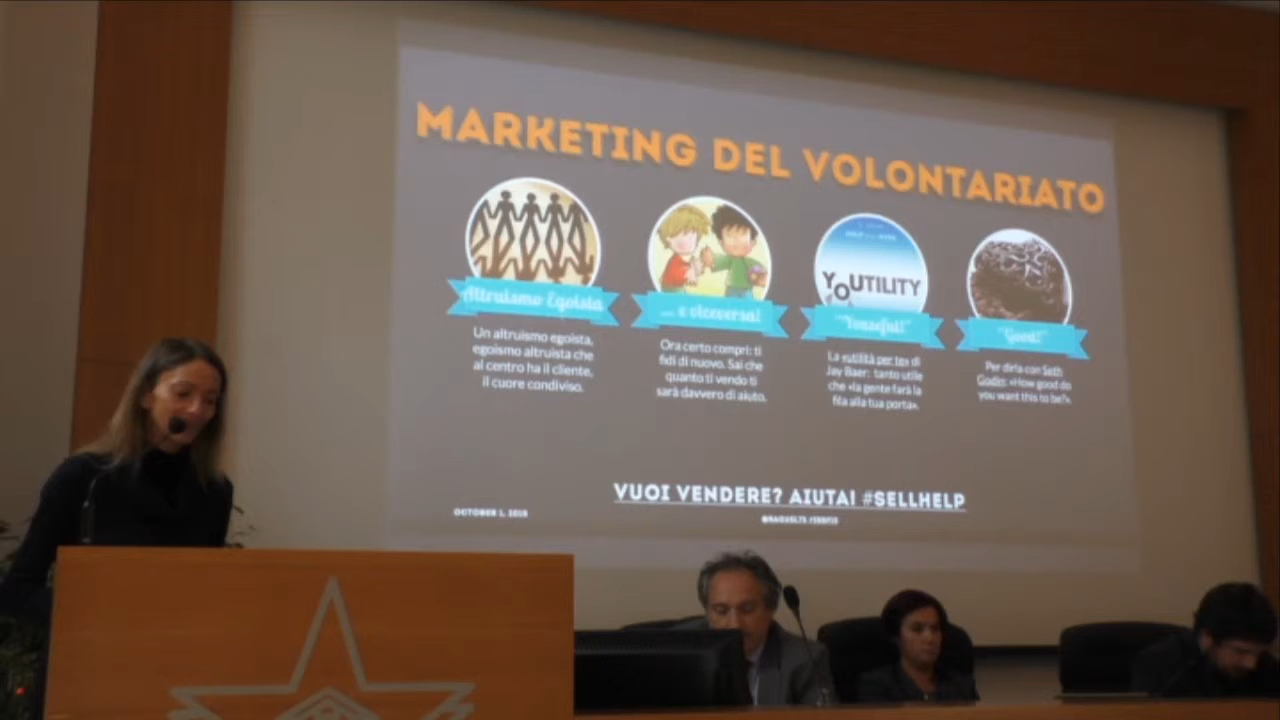 MARKETING DEL VOLONTARIATO
Altruismo Egoista
Un altruismo egoista,
egoismo altruista che
al centro ha il cliente,
il cuore condiviso.
... e viceversa!
Ora certo compri: ti
fidi di nuovo. Sai che
quanto ti vendo ti
sarà davvero di aiuto.
YOUTILITY
"Youseful!"
La «utilità per te» di
Jay Baer: tanto utile
che «la gente farà la
fila alla tua porta».
"Good!"
Per dirla con Seth
Godin: «How good do
you want this to be?».
VUOI VENDERE? AIUTA! #SELLHELP
OCTOBER 1, 2015